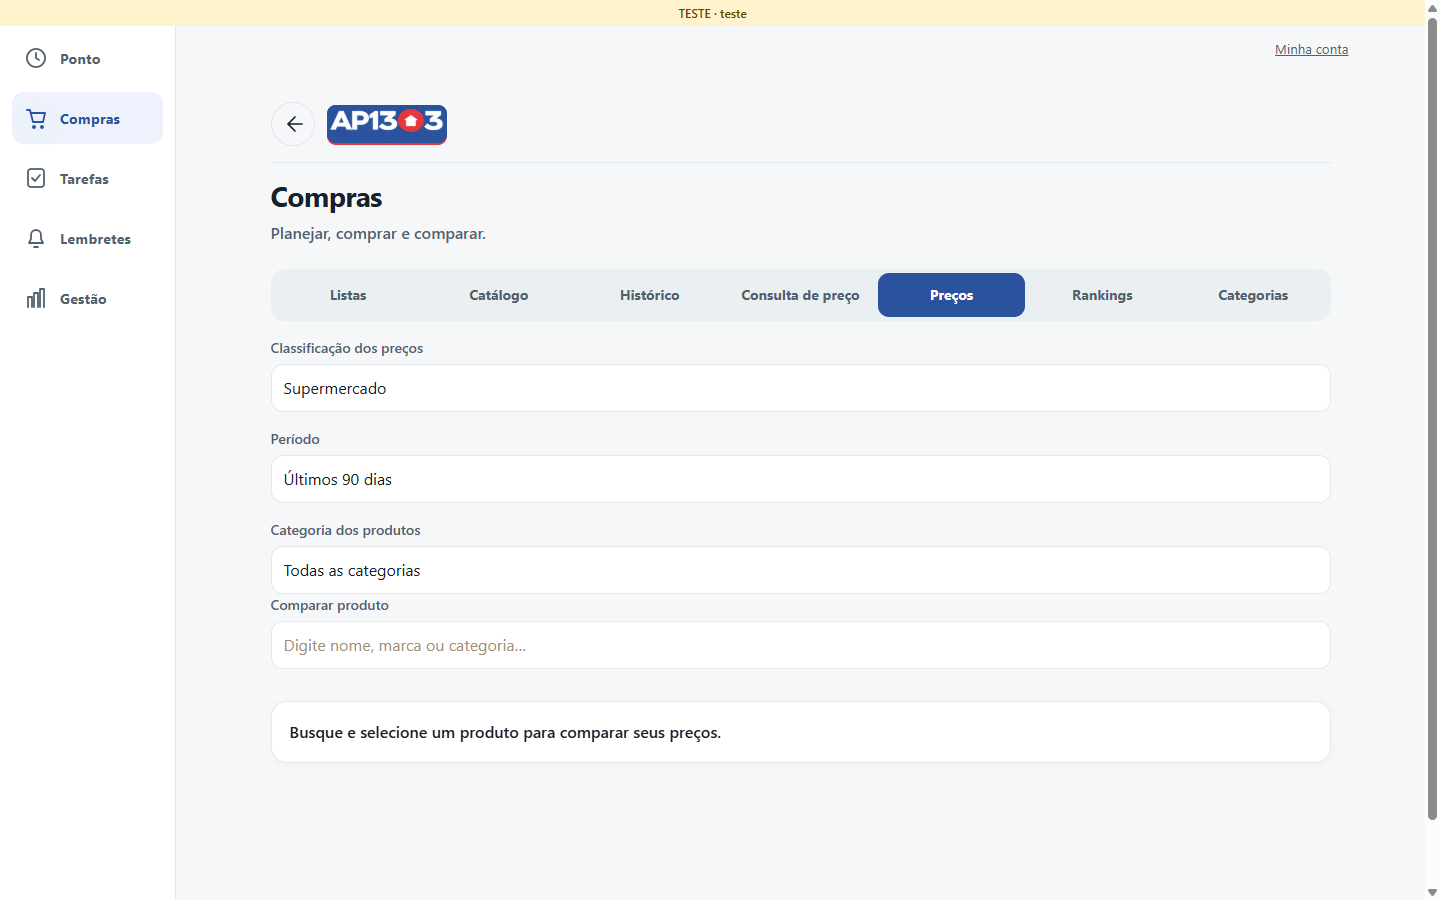 TESTE · teste
Minha conta
Ponto
Compras
Tarefas
Lembretes
Gestão
AP13 3
Compras
Planejar, comprar e comparar.
Listas
Catálogo
Histórico
Consulta de preço
Preços
Rankings
Categorias
Classificação dos preços
Supermercado
Período
Últimos 90 dias
Categoria dos produtos
Todas as categorias
Comparar produto
Digite nome, marca ou categoria...
Busque e selecione um produto para comparar seus preços.